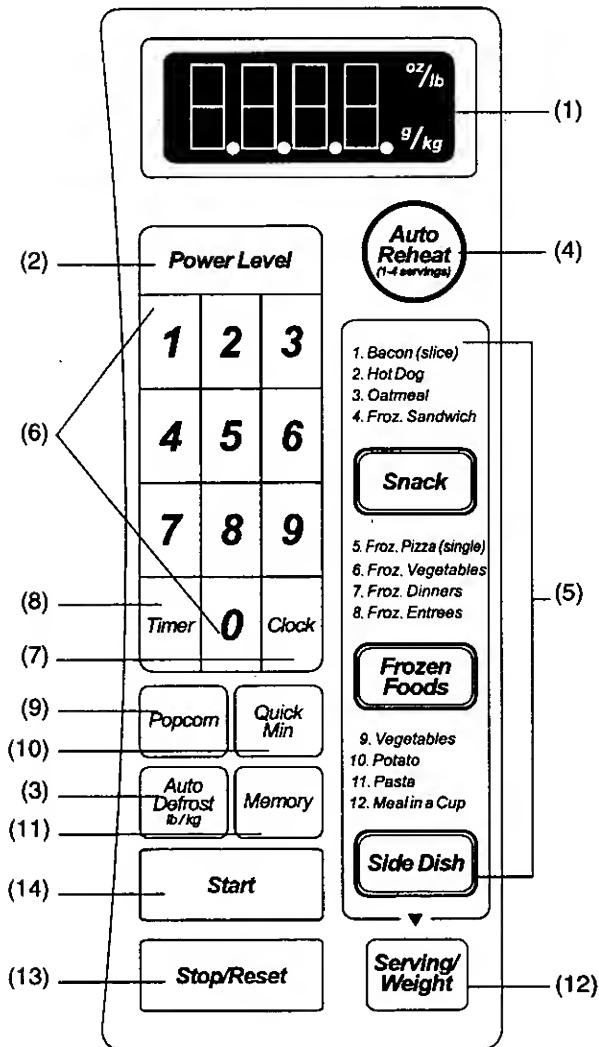 oz/lb
g/kg
(1)
Auto
Reheat
(1-4 servings)
(4)
(2)
Power Level
1 2 3
(6)
4 5 6
7 8 9
(8)
Timer 0 Clock
(7)
1. Bacon (slice)
2. Hot Dog
3. Oatmeal
4. Froz. Sandwich
Snack
5. Froz. Pizza (single)
6. Froz. Vegetables
7. Froz. Dinners
8. Froz. Entrees
(5)
Frozen
Foods
9. Vegetables
10. Potato
11. Pasta
12. Meal in a Cup
Side Dish
(9)
Popcorn
Quick
Min
(10)
(3)
Auto
Defrost
lb/kg
Memory
(11)
(14)
Start
(13)
Stop/Reset
Serving/
Weight
(12)